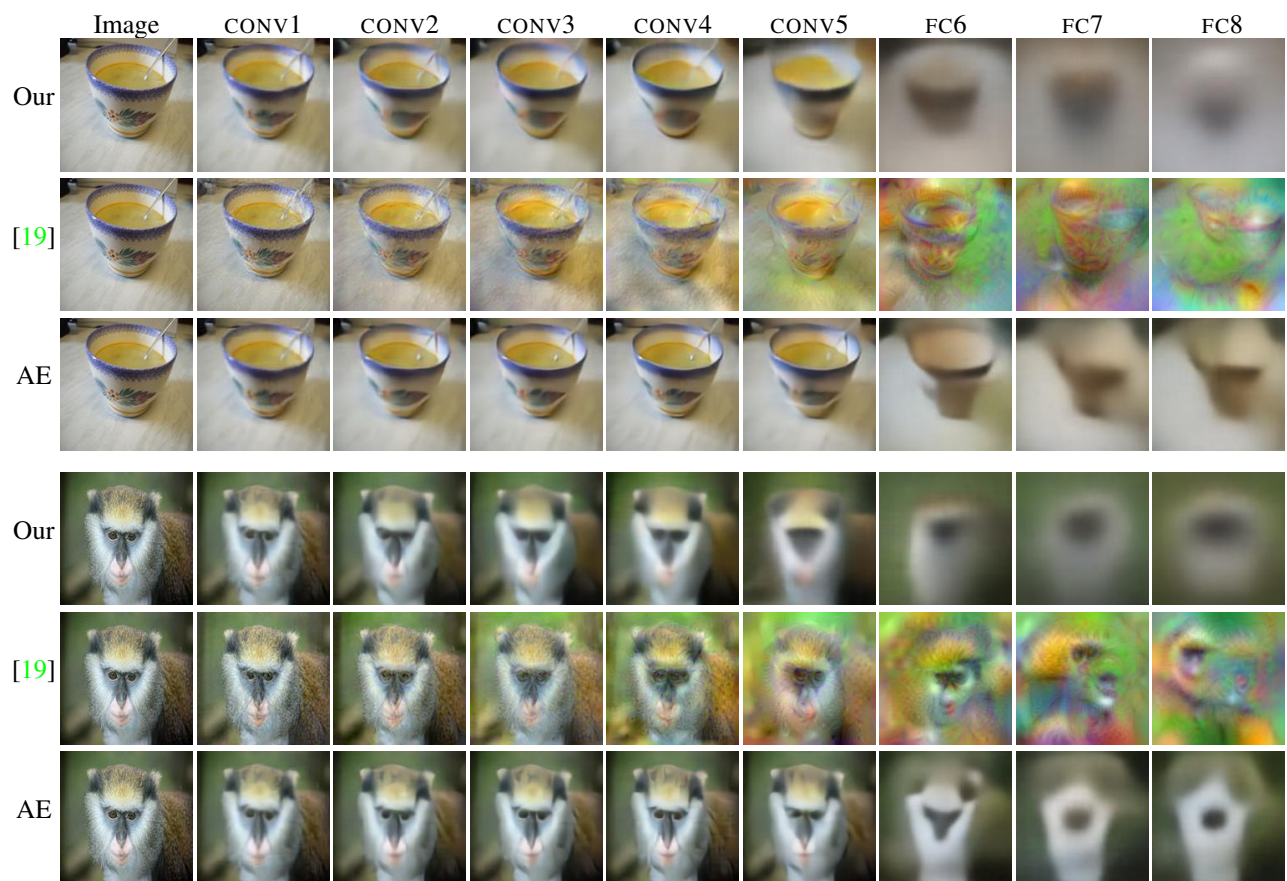 Image CONV1 CONV2 CONV3 CONV4 CONV5 FC6 FC7 FC8
Our
[19]
AE
Our
[19]
AE